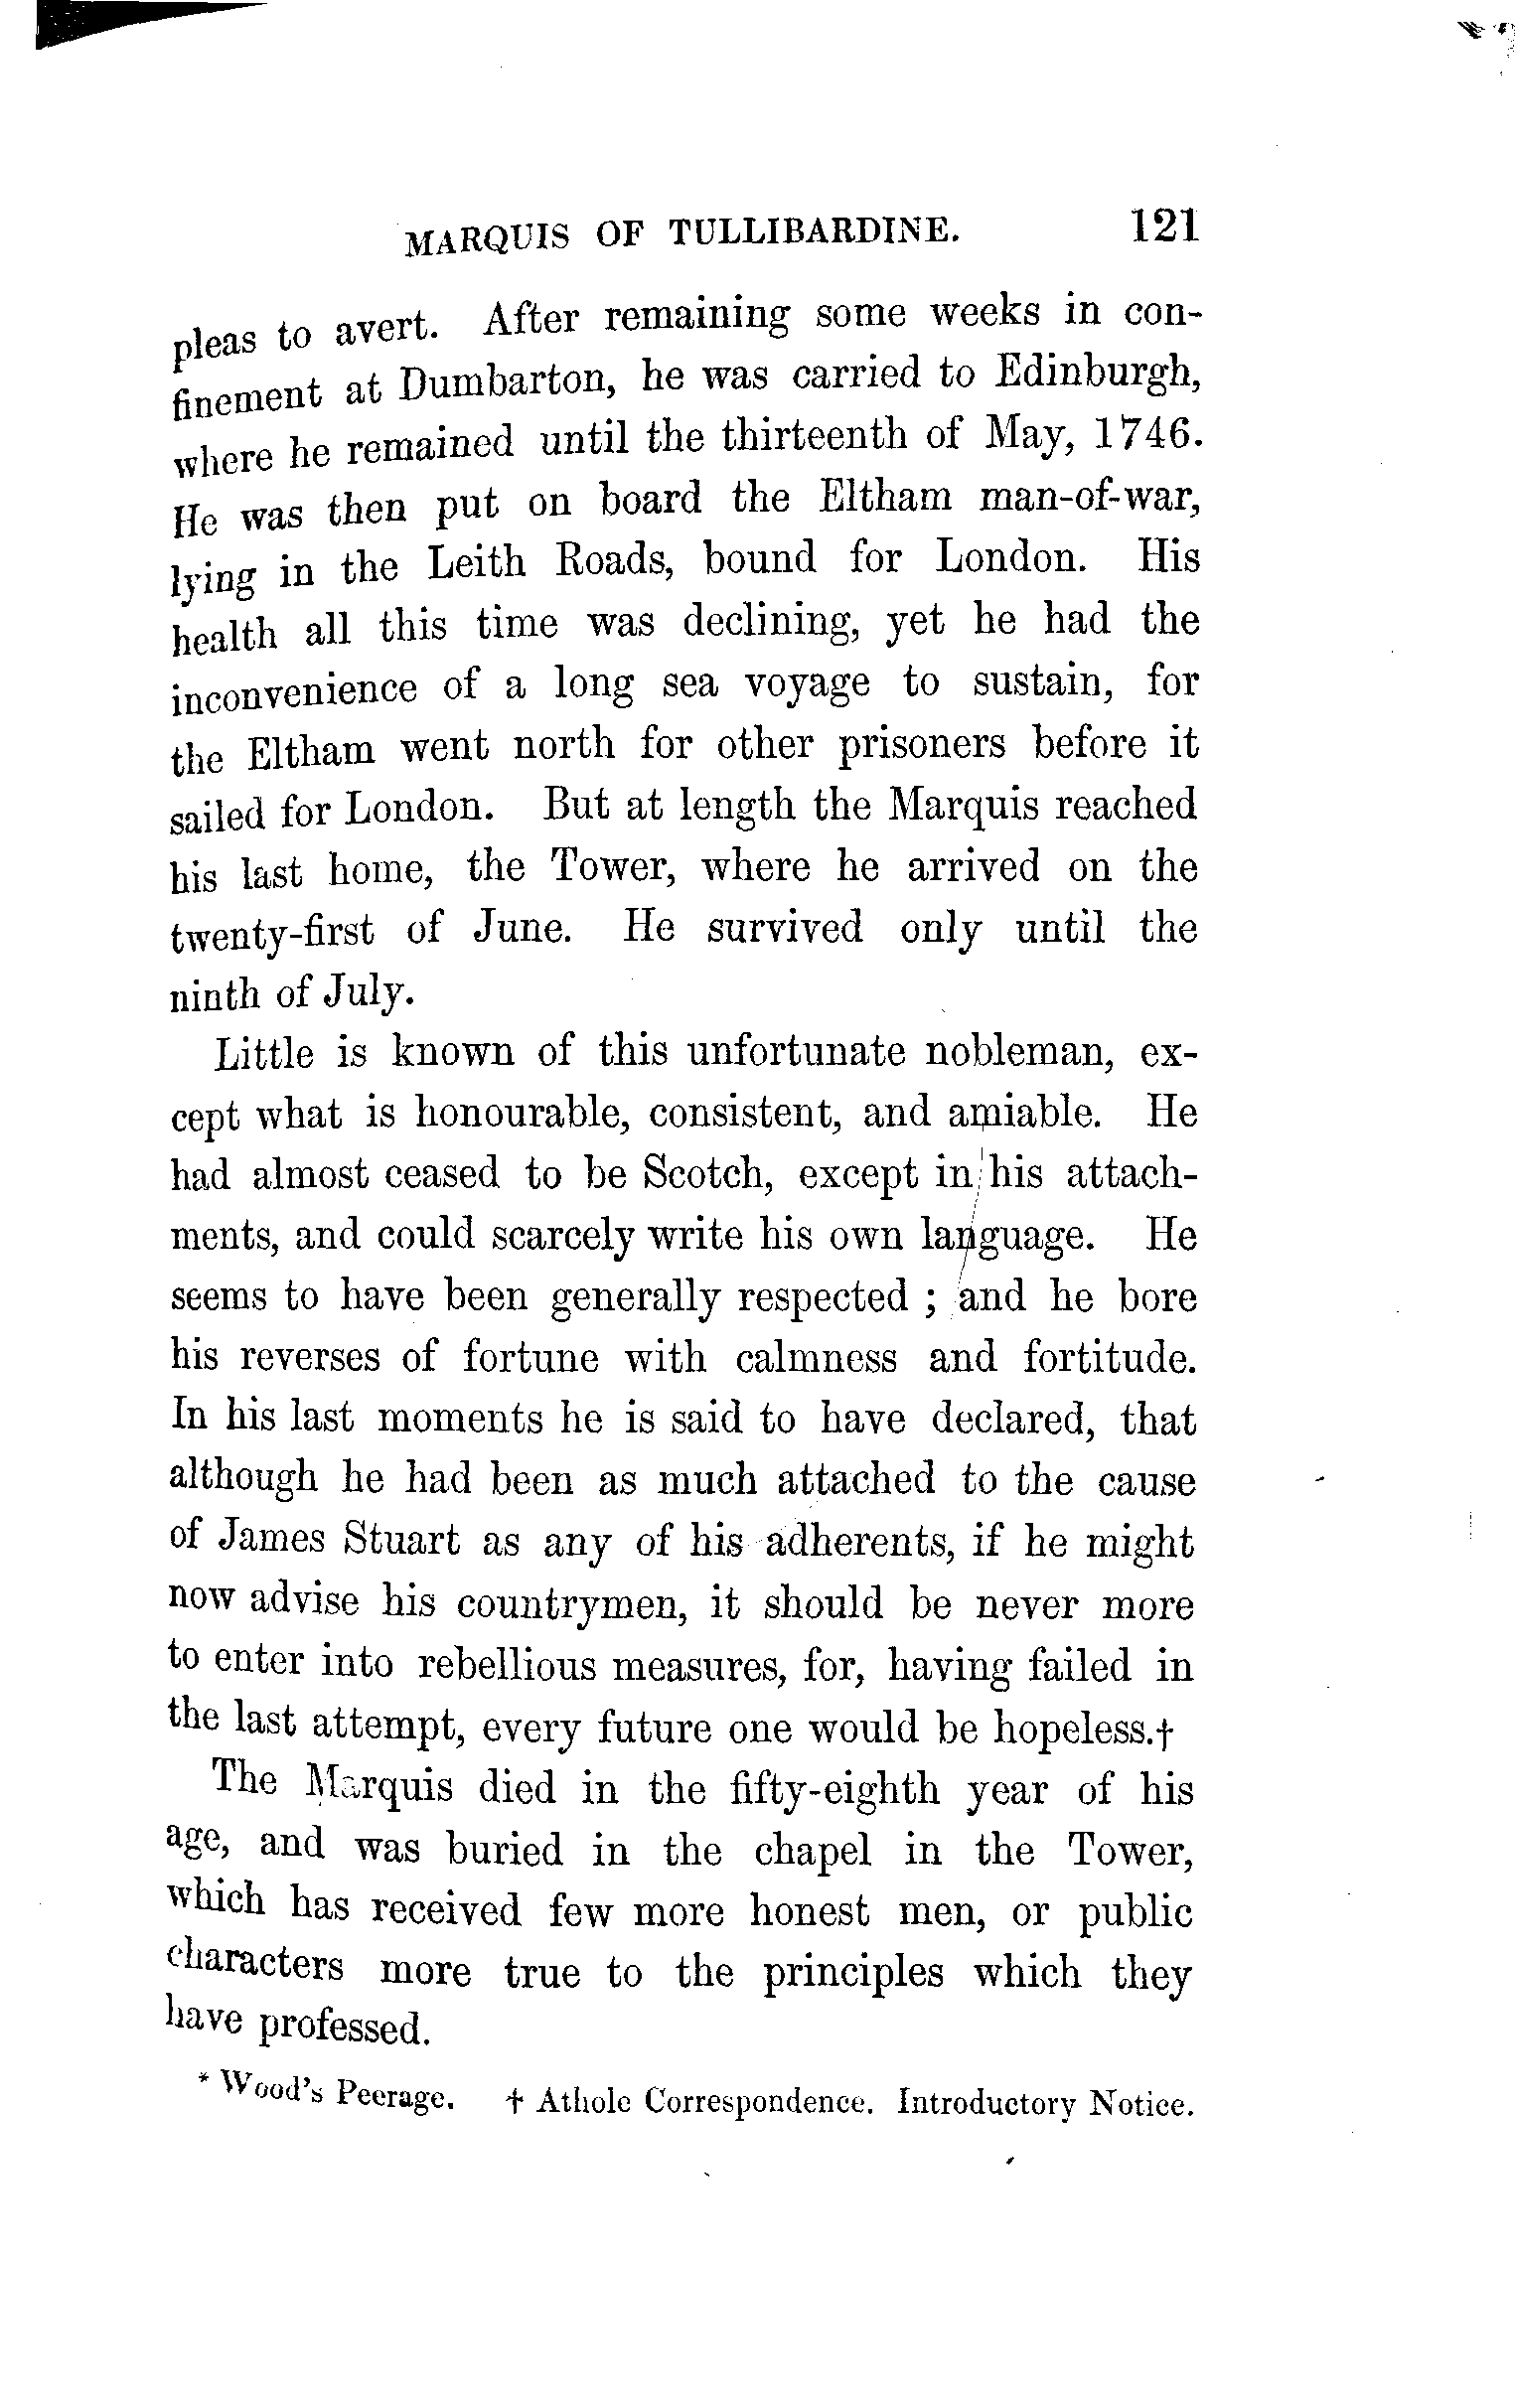 MARQUIS OF TULLIBARDINE. 121
pleas to avert. After remaining some weeks in con-
finement at Dumbarton, he was carried to Edinburgh,
where he remained until the thirteenth of May, 1746.
He was then put on board the Eltham man-of-war,
lying in the Leith Roads, bound for London. His
health all this time was declining, yet he had the
inconvenience of a long sea voyage to sustain, for
the Eltham went north for other prisoners before it
sailed for London. But at length the Marquis reached
his last home, the Tower, where he arrived on the
twenty-first of June. He survived only until the
ninth of July.
Little is known of this unfortunate nobleman, ex-
cept what is honourable, consistent, and amiable. He
had almost ceased to be Scotch, except in his attach-
ments, and could scarcely write his own language. He
seems to have been generally respected ; and he bore
his reverses of fortune with calmness and fortitude.
In his last moments he is said to have declared, that
although he had been as much attached to the cause
of James Stuart as any of his adherents, if he might
now advise his countrymen, it should be never more
to enter into rebellious measures, for, having failed in
the last attempt, every future one would be hopeless.†
The Marquis died in the fifty-eighth year of his
age, and was buried in the chapel in the Tower,
which has received few more honest men, or public
characters more true to the principles which they
have professed.
* Wood's Peerage. † Athole Correspondence. Introductory Notice.